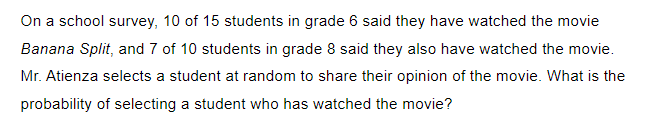 On a school survey, 10 of 15 students in grade 6 said they have watched the movie
Banana Split, and 7 of 10 students in grade 8 said they also have watched the movie.
Mr. Atienza selects a student at random to share their opinion of the movie. What is the
probability of selecting a student who has watched the movie?